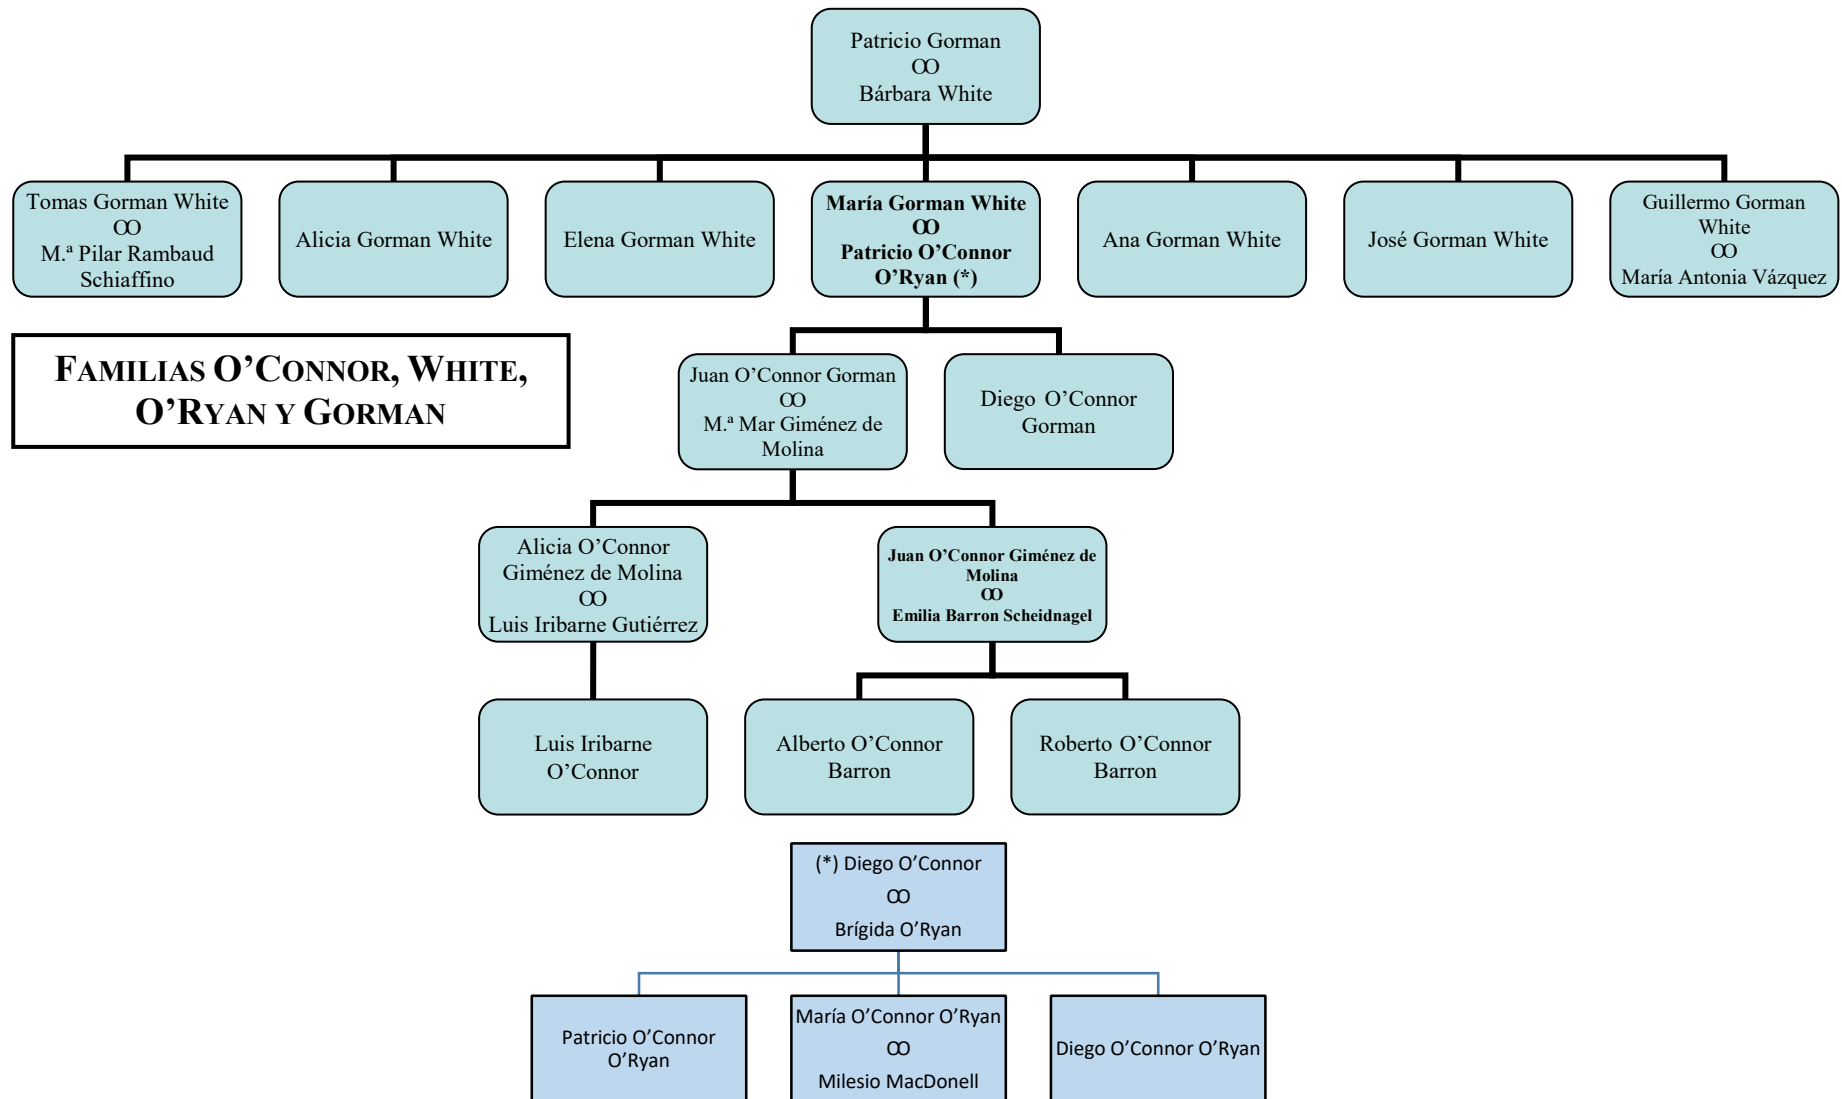 Patricio Gorman
ꝏ
Bárbara White
Tomas Gorman White
ꝏ
M.ª Pilar Rambaud
Schiaffino
Alicia Gorman White
Elena Gorman White
María Gorman White
ꝏ
Patricio O’Connor
O’Ryan (*)
Ana Gorman White
José Gorman White
Guillermo Gorman
White
ꝏ
María Antonia Vázquez
FAMILIAS O’CONNOR, WHITE,
O’RYAN Y GORMAN
Juan O’Connor Gorman
ꝏ
M.ª Mar Giménez de
Molina
Diego O’Connor
Gorman
Alicia O’Connor
Giménez de Molina
ꝏ
Luis Iribarne Gutiérrez
Juan O’Connor Giménez de
Molina
ꝏ
Emilia Barron Scheidnagel
Luis Iribarne
O’Connor
Alberto O’Connor
Barron
Roberto O’Connor
Barron
(*) Diego O’Connor
ꝏ
Brígida O’Ryan
Patricio O’Connor
O’Ryan
María O’Connor O’Ryan
ꝏ
Milesio MacDonell
Diego O’Connor O’Ryan